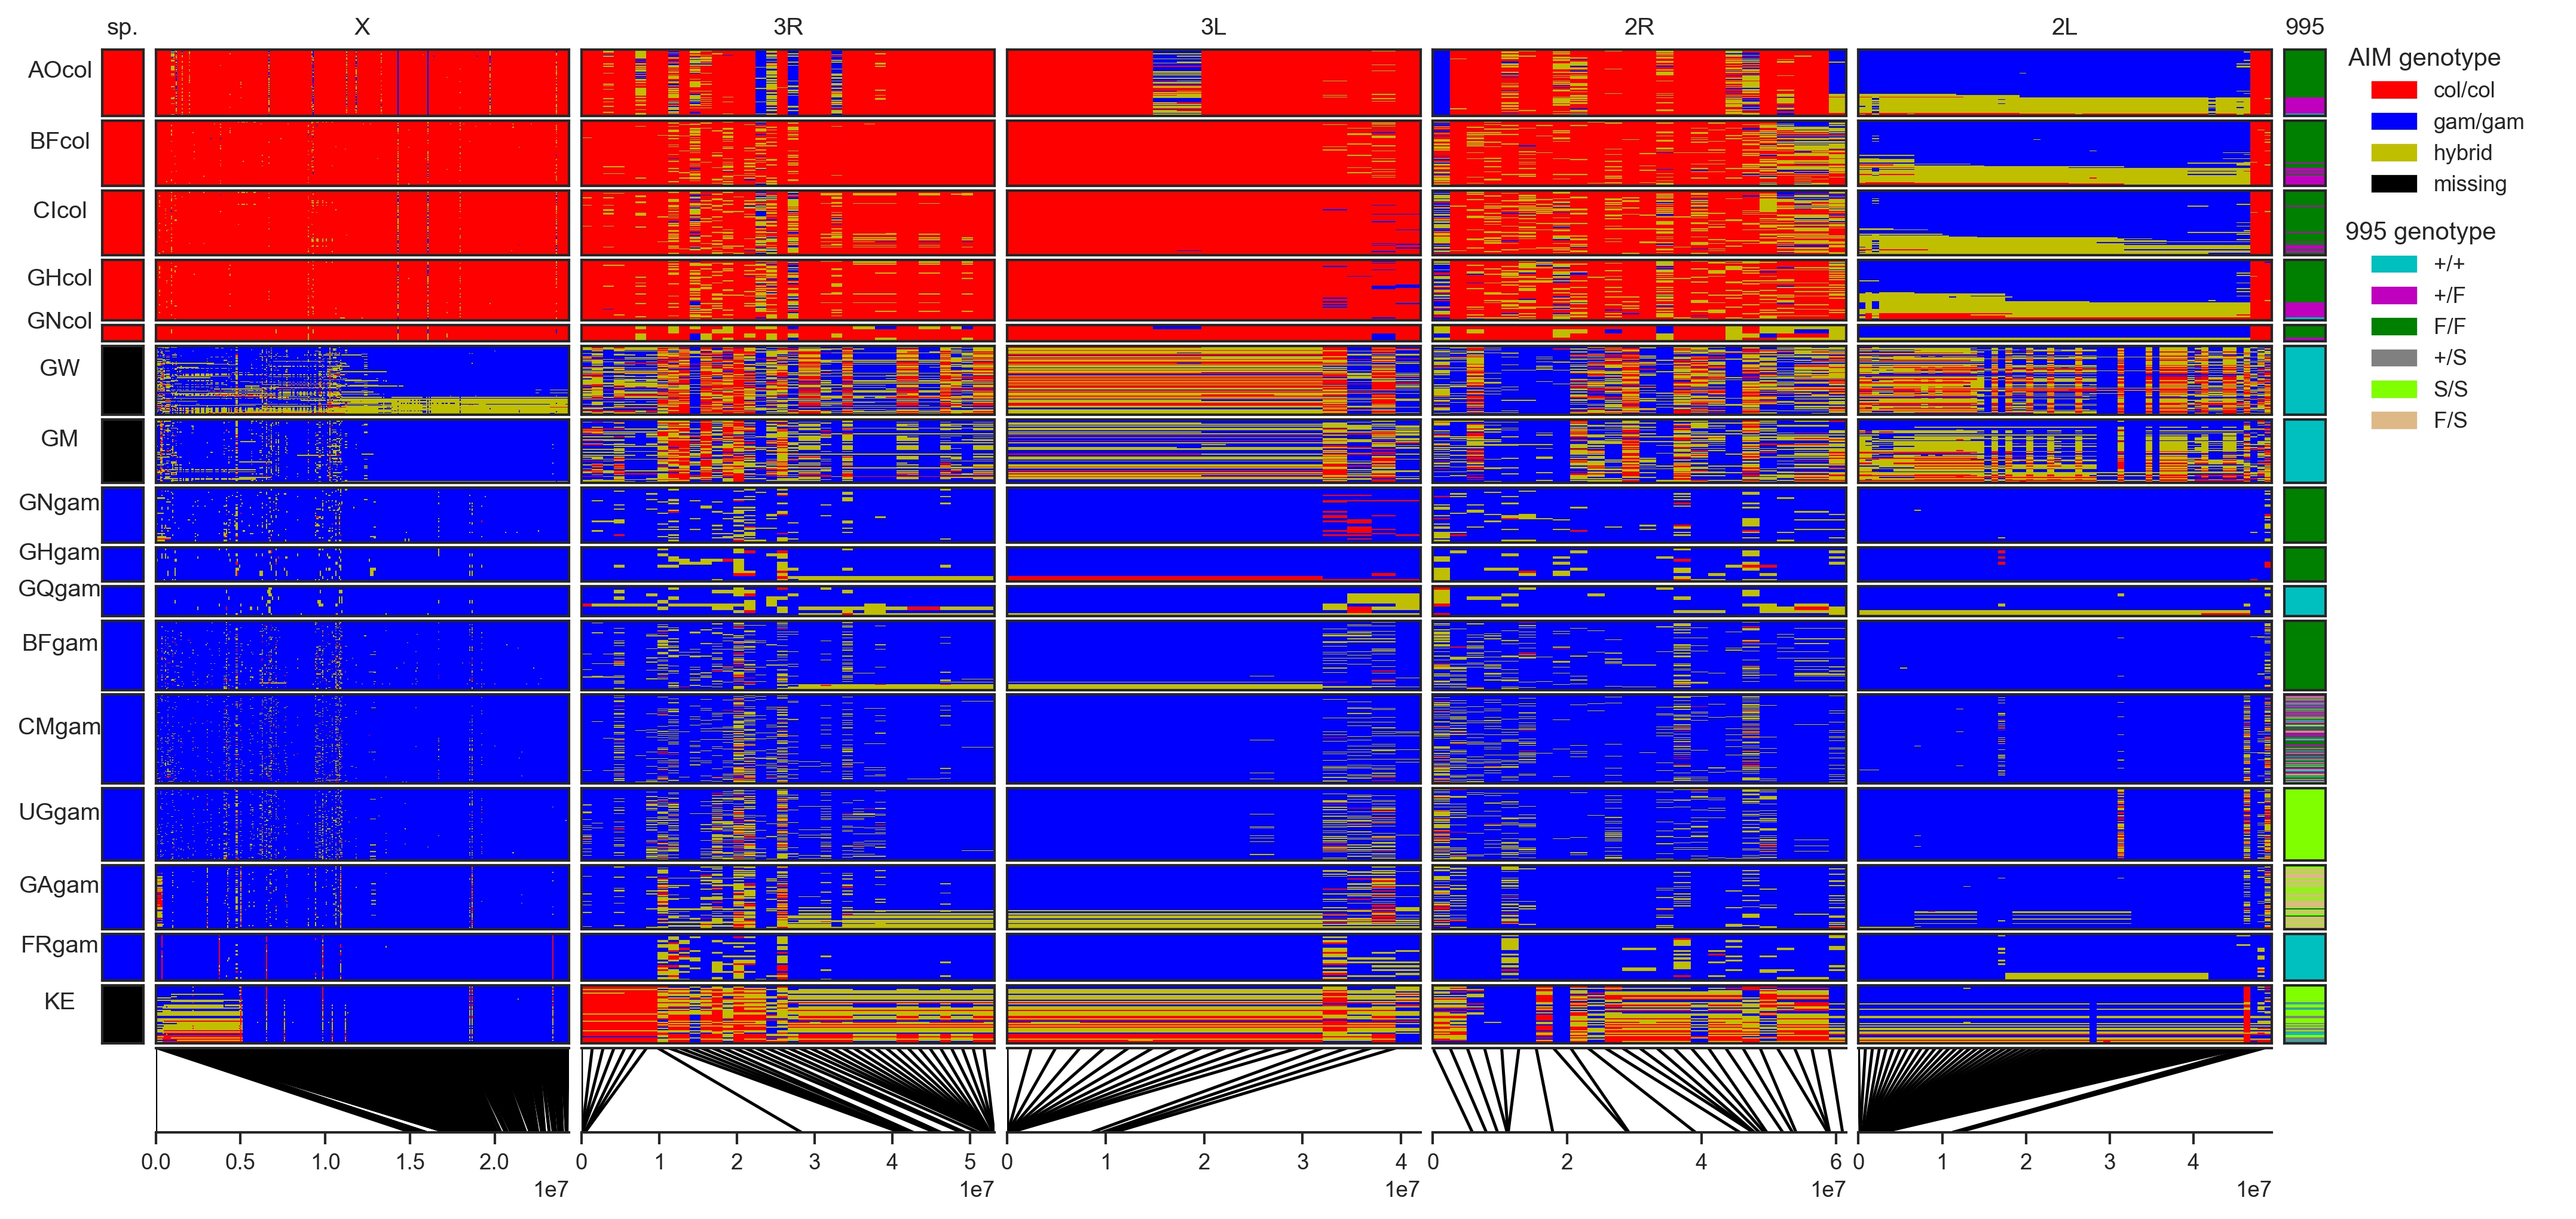 sp. X 3R 3L 2R 2L 995
AOcol
BFcol
CIcol
GHcol
GNcol
GW
GM
GNgam
GHgam
GQgam
BFgam
CMgam
UGgam
GAgam
FRgam
KE
AIM genotype
col/col
gam/gam
hybrid
missing
995 genotype
+/+
+/F
F/F
+/S
S/S
F/S
0.0 0.5 1.0 1.5 2.0 0 1 2 3 4 5 0 1 2 3 4 0 2 4 6 0 1 2 3 4
1e7 1e7 1e7 1e7 1e7